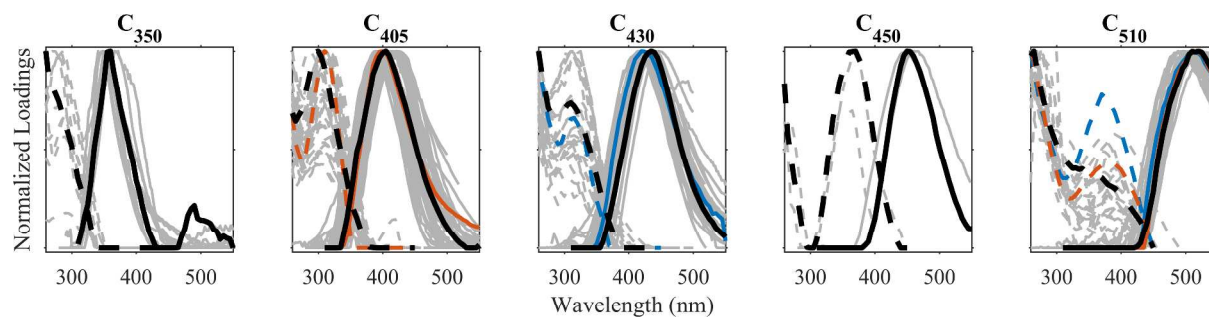 C350 C405 C430 C450 C510
Normalized Loadings
300 400 500 300 400 500 300 400 500 300 400 500 300 400 500
Wavelength (nm)